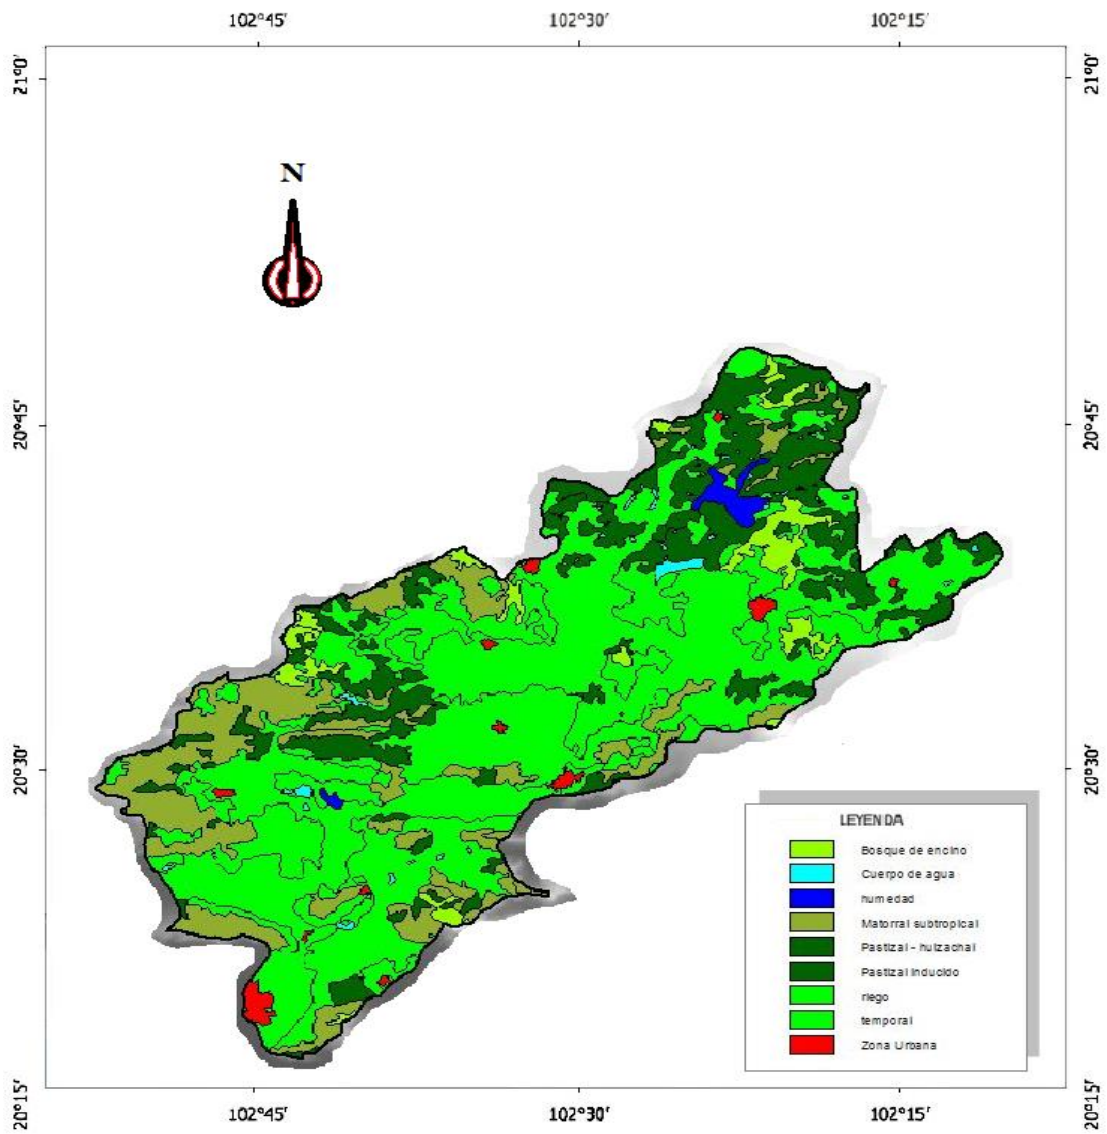 102°45' 102°30' 102°15'
21°0' 21°0'
N
20°45' 20°45'
20°30' 20°30'
LEYENDA
Bosque de encino
Cuerpo de agua
humedad
Matorral subtropical
Pastizal - huizachal
Pastizal inducido
riego
temporal
Zona Urbana
20°15' 20°15'
102°45' 102°30' 102°15'